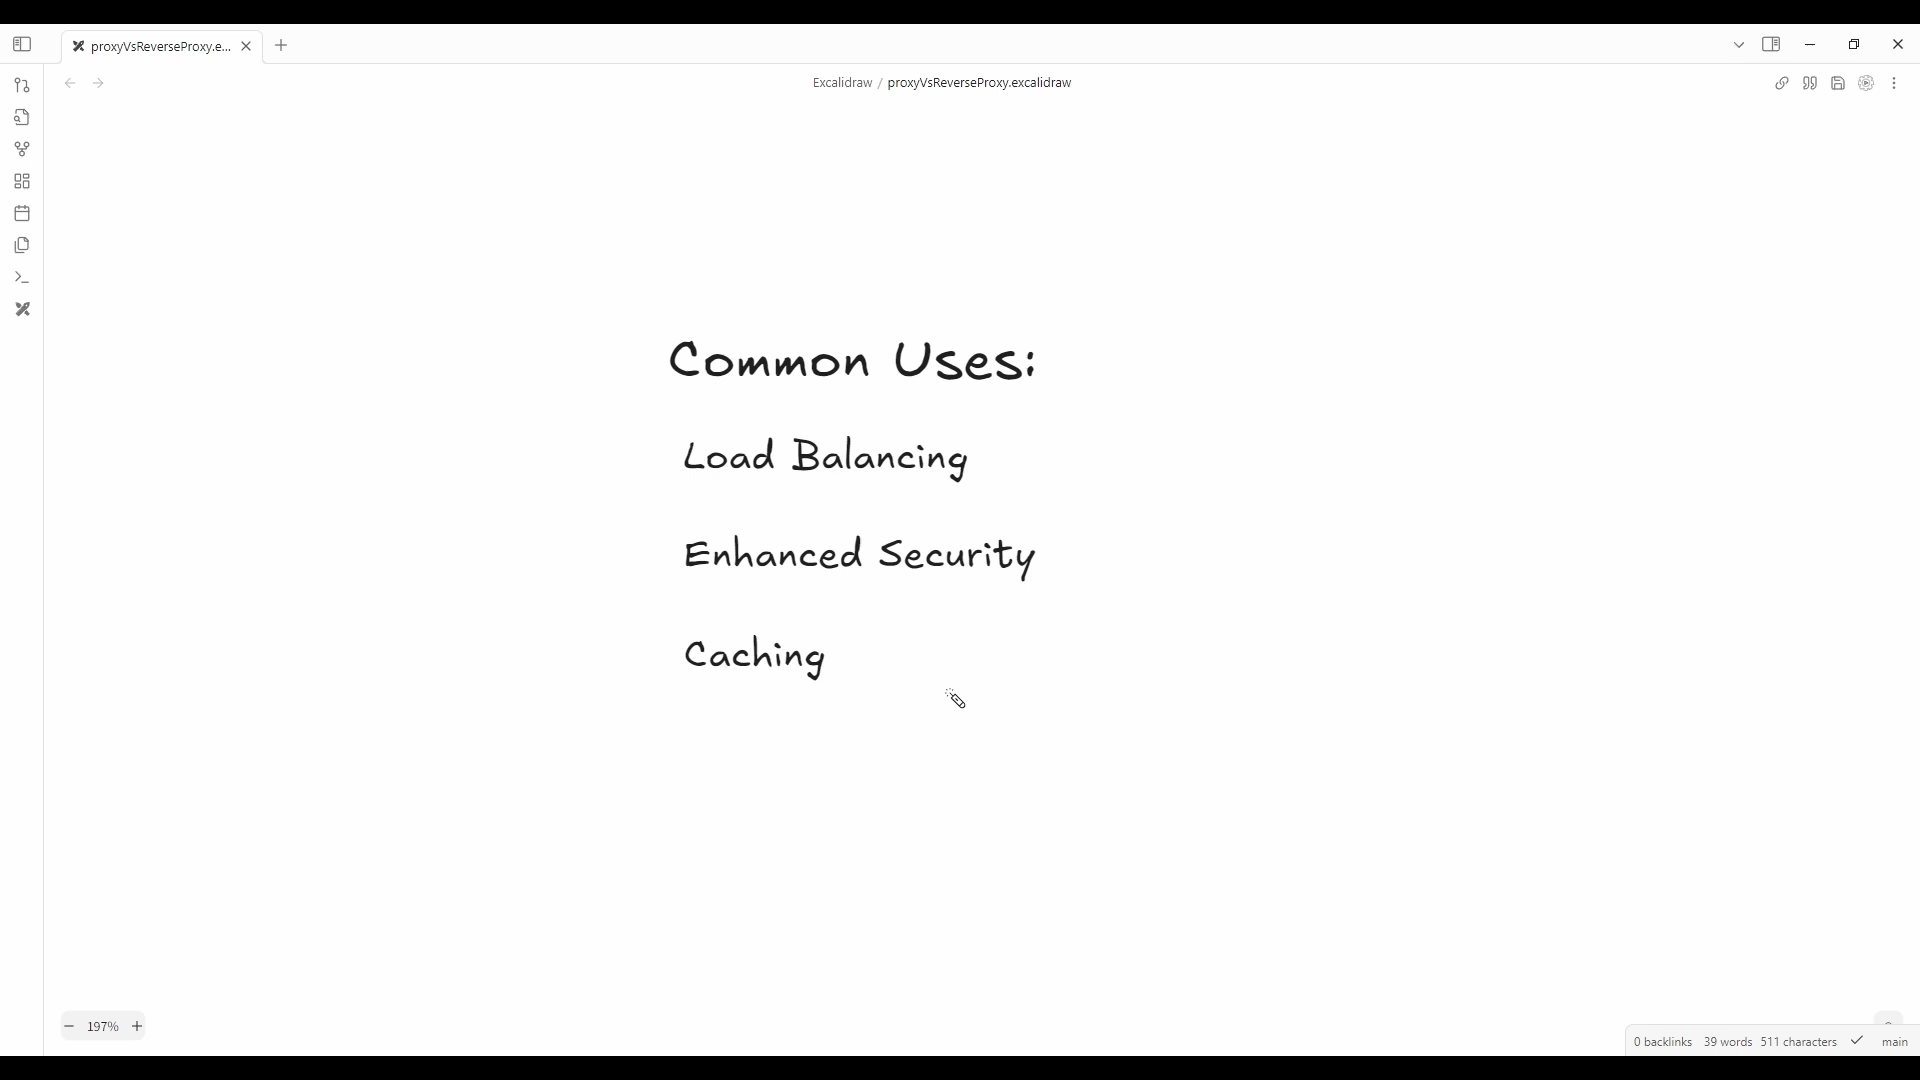 proxyVsReverseProxy.e...
Excalidraw / proxyVsReverseProxy.excalidraw
Common Uses:
Load Balancing
Enhanced Security
Caching
197%
0 backlinks 39 words 511 characters main